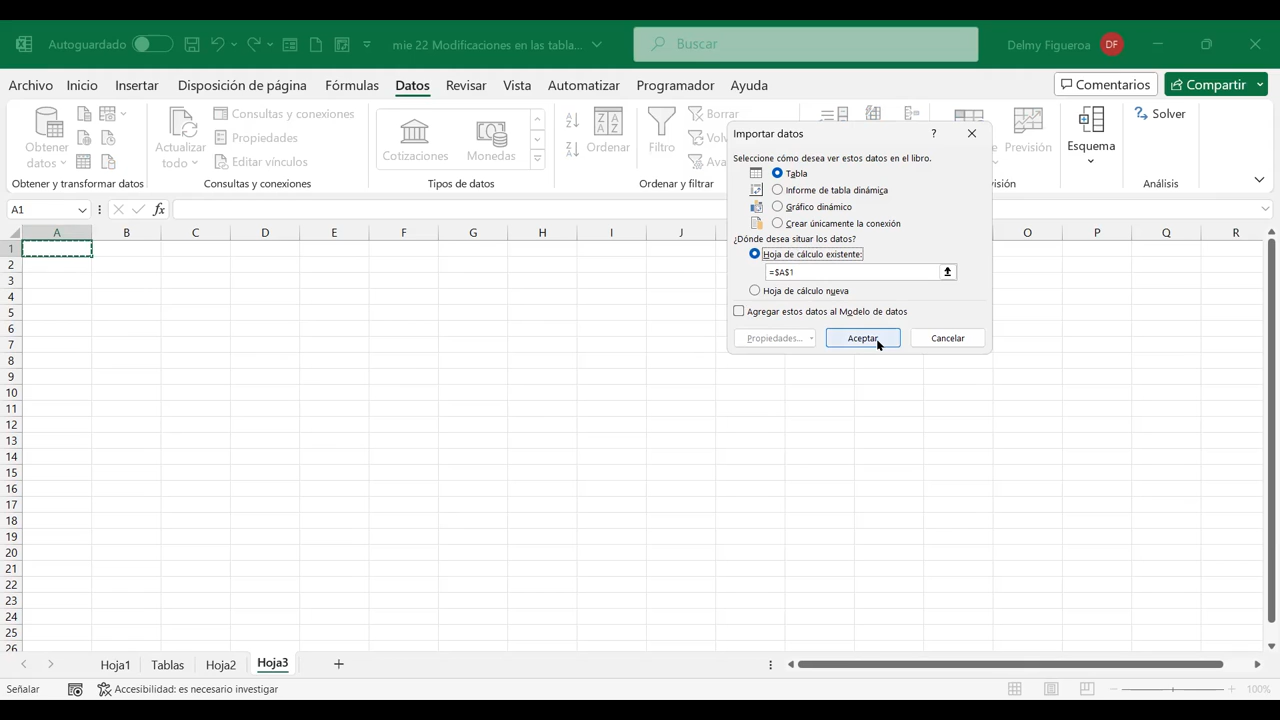 Autoguardado
mie 22 Modificaciones en las tabla...
Buscar
Delmy Figueroa
DF
Archivo
Inicio
Insertar
Disposición de página
Fórmulas
Datos
Revisar
Vista
Automatizar
Programador
Ayuda
Comentarios
Compartir
Obtener
datos
Obtener y transformar datos
Actualizar
todo
Consultas y conexiones
Propiedades
Editar vínculos
Consultas y conexiones
Cotizaciones
Monedas
Tipos de datos
Ordenar
Filtro
Borrar
Ordenar y filtrar
Previsión
Esquema
Solver
Análisis
A1
fx
Importar datos
?
Seleccione cómo desea ver estos datos en el libro.
Tabla
Informe de tabla dinámica
Gráfico dinámico
Crear únicamente la conexión
¿Dónde desea situar los datos?
Hoja de cálculo existente:
=$A$1
Hoja de cálculo nueva
Agregar estos datos al Modelo de datos
Propiedades...
Aceptar
Cancelar
A B C D E F G H I J O P Q R
1
2
3
4
5
6
7
8
9
10
11
12
13
14
15
16
17
18
19
20
21
22
23
24
25
26
Hoja1
Tablas
Hoja2
Hoja3
Señalar
Accesibilidad: es necesario investigar
100%